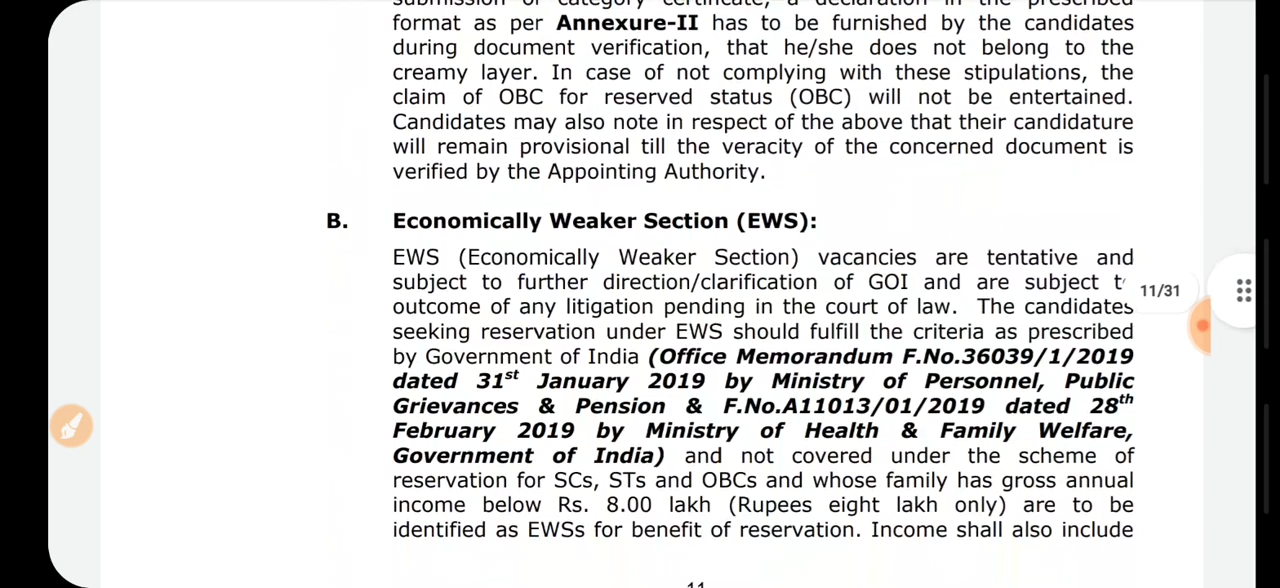 submission of category certificate, a declaration in the prescribed
format as per Annexure-II has to be furnished by the candidates
during document verification, that he/she does not belong to the
creamy layer. In case of not complying with these stipulations, the
claim of OBC for reserved status (OBC) will not be entertained.
Candidates may also note in respect of the above that their candidature
will remain provisional till the veracity of the concerned document is
verified by the Appointing Authority.
B. Economically Weaker Section (EWS):
EWS (Economically Weaker Section) vacancies are tentative and
subject to further direction/clarification of GOI and are subject
outcome of any litigation pending in the court of law. The candidates
seeking reservation under EWS should fulfill the criteria as prescribed
by Government of India (Office Memorandum F.No.36039/1/2019
dated 31st January 2019 by Ministry of Personnel, Public
Grievances & Pension & F.No.A11013/01/2019 dated 28th
February 2019 by Ministry of Health & Family Welfare,
Government of India) and not covered under the scheme of
reservation for SCs, STs and OBCs and whose family has gross annual
income below Rs. 8.00 lakh (Rupees eight lakh only) are to be
identified as EWSs for benefit of reservation. Income shall also include
11
11/31